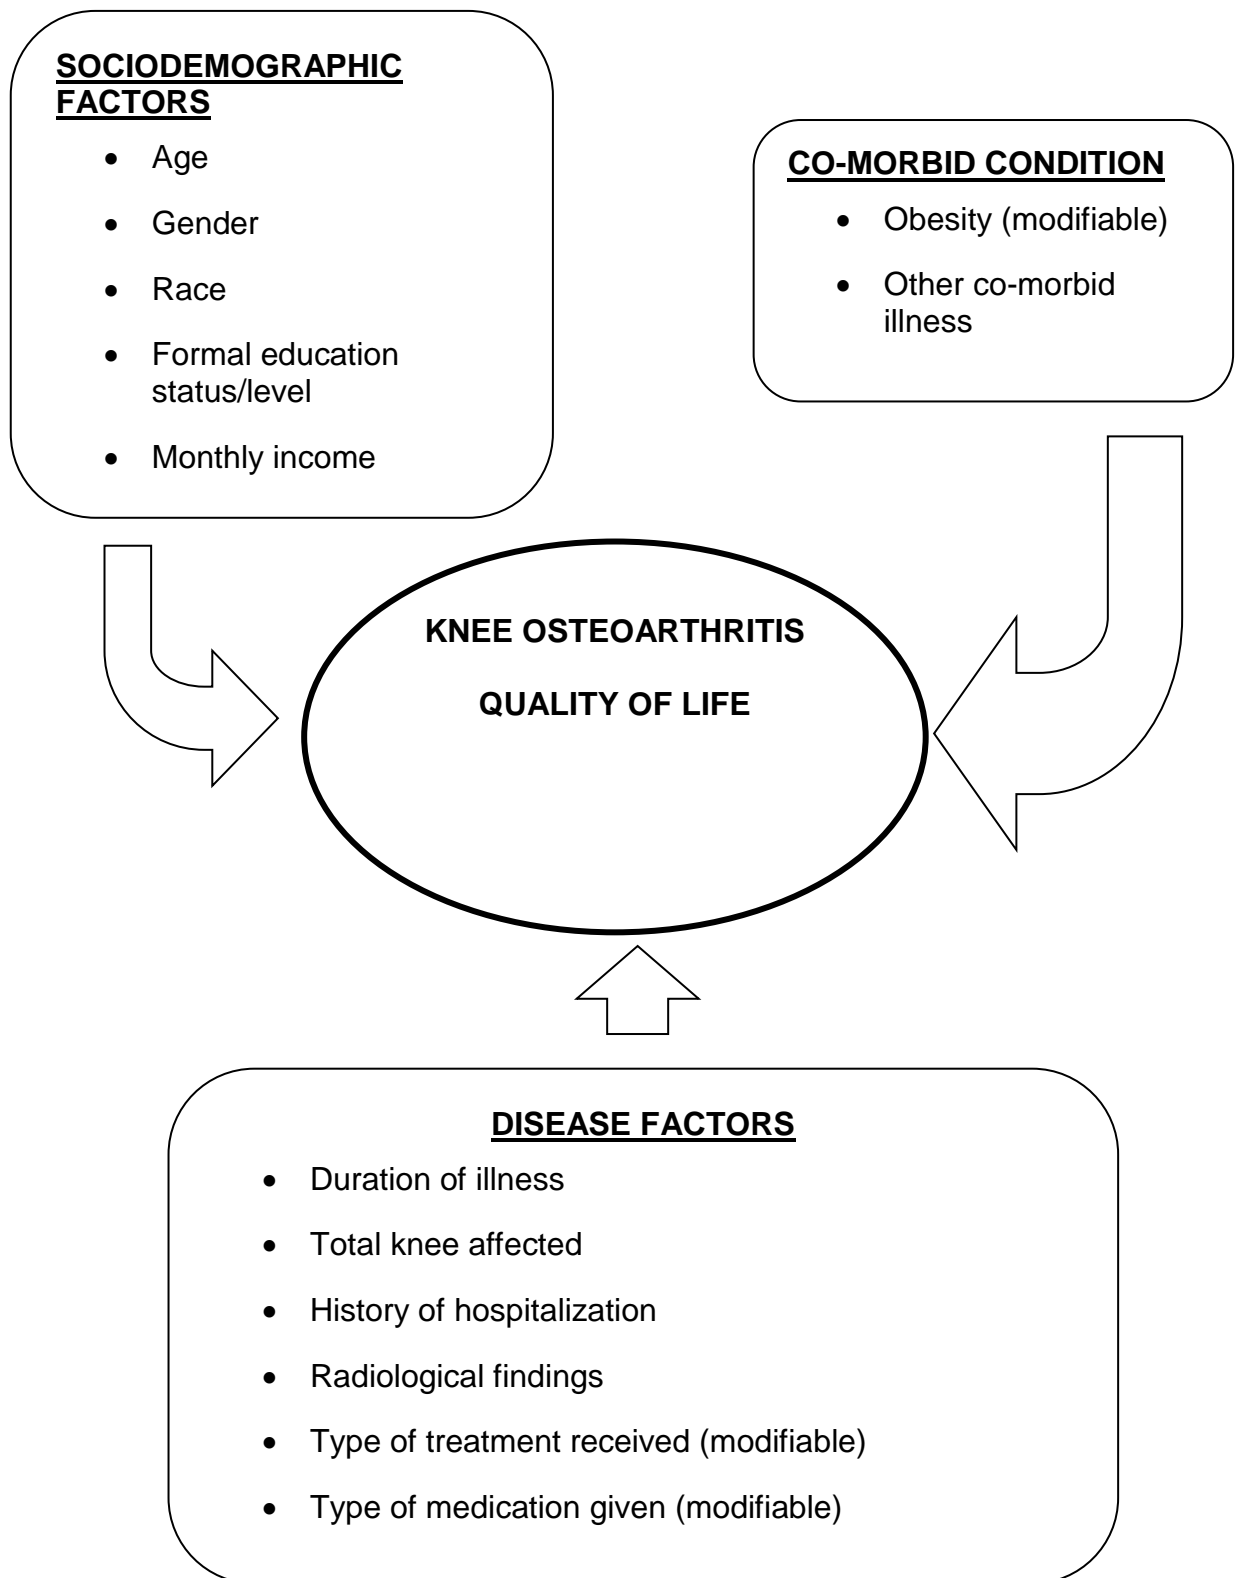 SOCIODEMOGRAPHIC
FACTORS
• Age
• Gender
• Race
• Formal education
status/level
• Monthly income
CO-MORBID CONDITION
• Obesity (modifiable)
• Other co-morbid
illness
KNEE OSTEOARTHRITIS
QUALITY OF LIFE
DISEASE FACTORS
• Duration of illness
• Total knee affected
• History of hospitalization
• Radiological findings
• Type of treatment received (modifiable)
• Type of medication given (modifiable)